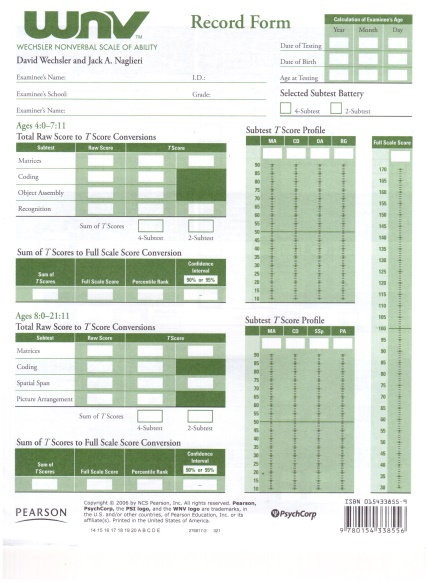 WNV™
WECHSLER NONVERBAL SCALE OF ABILITY
David Wechsler and Jack A. Naglieri
Record Form
Calculation of Examinee's Age
Year Month Day
Date of Testing
Date of Birth
Age at Testing
Examinee's Name: I.D.:
Examinee's School: Grade:
Examiner's Name:
Selected Subtest Battery
4-Subtest 2-Subtest
Ages 4:0–7:11
Total Raw Score to T Score Conversions
Subtest Raw Score T Score
Matrices
Coding
Object Assembly
Recognition
Sum of T Scores
4-Subtest 2-Subtest
Sum of T Scores to Full Scale Score Conversion
Sum of T Scores Full Scale Score Percentile Rank Confidence Interval 90% or 95%
–
Subtest T Score Profile
MA CD OA RG
90
85
80
75
70
65
60
55
50
45
40
35
30
25
20
15
10
Full Scale Score
170
165
160
155
150
145
140
135
130
125
120
115
110
105
100
95
90
85
80
75
70
65
60
55
50
45
40
35
30
Ages 8:0–21:11
Total Raw Score to T Score Conversions
Subtest Raw Score T Score
Matrices
Coding
Spatial Span
Picture Arrangement
Sum of T Scores
4-Subtest 2-Subtest
Sum of T Scores to Full Scale Score Conversion
Sum of T Scores Full Scale Score Percentile Rank Confidence Interval 90% or 95%
–
Subtest T Score Profile
MA CD SSp PA
90
85
80
75
70
65
60
55
50
45
40
35
30
25
20
15
10
PEARSON
Copyright © 2006 by NCS Pearson, Inc. All rights reserved. Pearson,
PsychCorp, the PSI logo, and the WNV logo are trademarks, in
the U.S. and/or other countries, of Pearson Education, Inc. or its
affiliate(s). Printed in the United States of America.
14 15 16 17 18 19 20 A B C D E
PsychCorp
ISBN 015433855-9
9 780154 338556